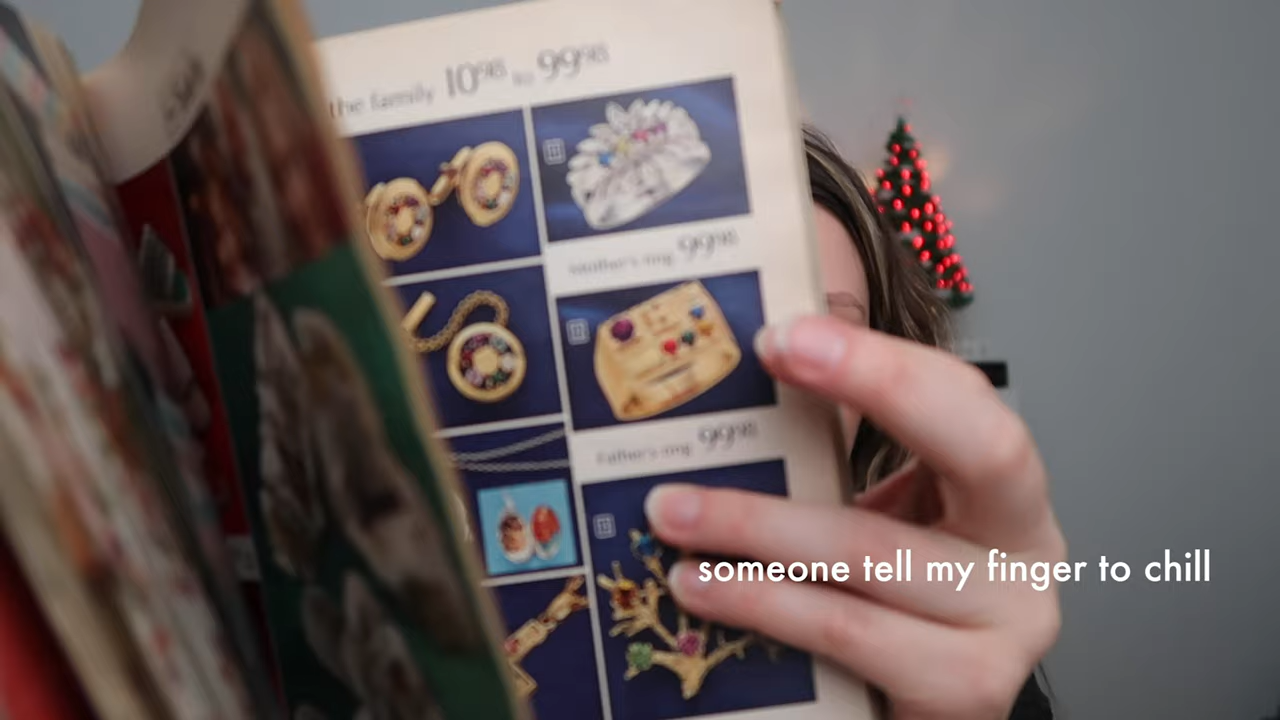 the family 10⁹⁸ to 99⁹⁸
Mother's ring 99⁹⁸
Father's ring 99⁹⁸
someone tell my finger to chill